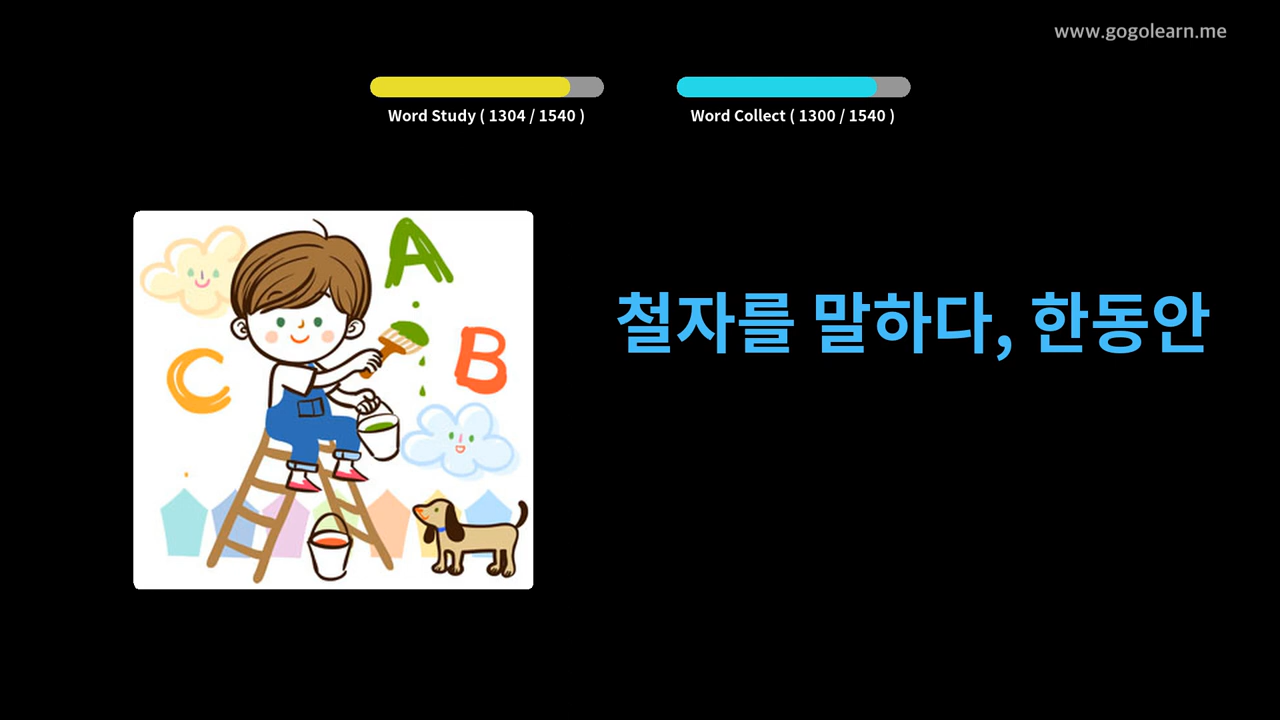 www.gogolearn.me
Word Study ( 1304 / 1540 )
Word Collect ( 1300 / 1540 )
A
B
C
철자를 말하다, 한동안